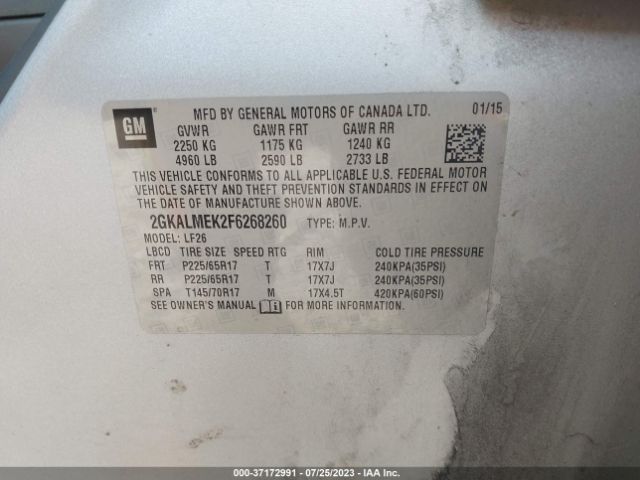 GM
MFD BY GENERAL MOTORS OF CANADA LTD. 01/15
GVWR GAWR FRT GAWR RR
2250 KG 1175 KG 1240 KG
4960 LB 2590 LB 2733 LB
THIS VEHICLE CONFORMS TO ALL APPLICABLE U.S. FEDERAL MOTOR
VEHICLE SAFETY AND THEFT PREVENTION STANDARDS IN EFFECT ON
THE DATE OF MANUFACTURE SHOWN ABOVE.
2GKALMEK2F6268260 TYPE: M.P.V.
MODEL: LF26
LBCD TIRE SIZE SPEED RTG RIM COLD TIRE PRESSURE
FRT P225/65R17 T 17X7J 240KPA(35PSI)
RR P225/65R17 T 17X7J 240KPA(35PSI)
SPA T145/70R17 M 17X4.5T 420KPA(60PSI)
SEE OWNER'S MANUAL FOR MORE INFORMATION.
000-37172991 - 07/25/2023 - IAA Inc.